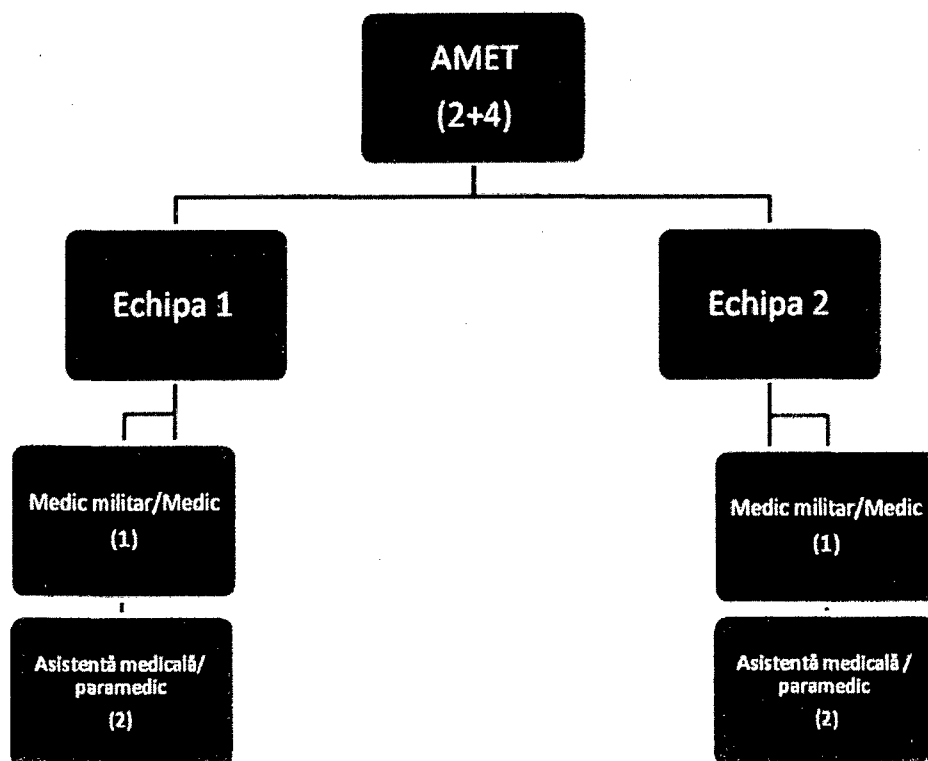 AMET
(2+4)
Echipa 1
Echipa 2
Medic militar/Medic
(1)
Medic militar/Medic
(1)
Asistentă medicală/
paramedic
(2)
Asistentă medicală /
paramedic
(2)